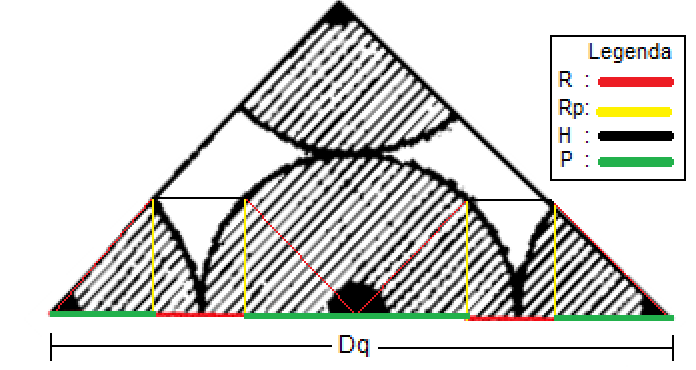 Legenda
R :
Rp:
H :
P :
Dq